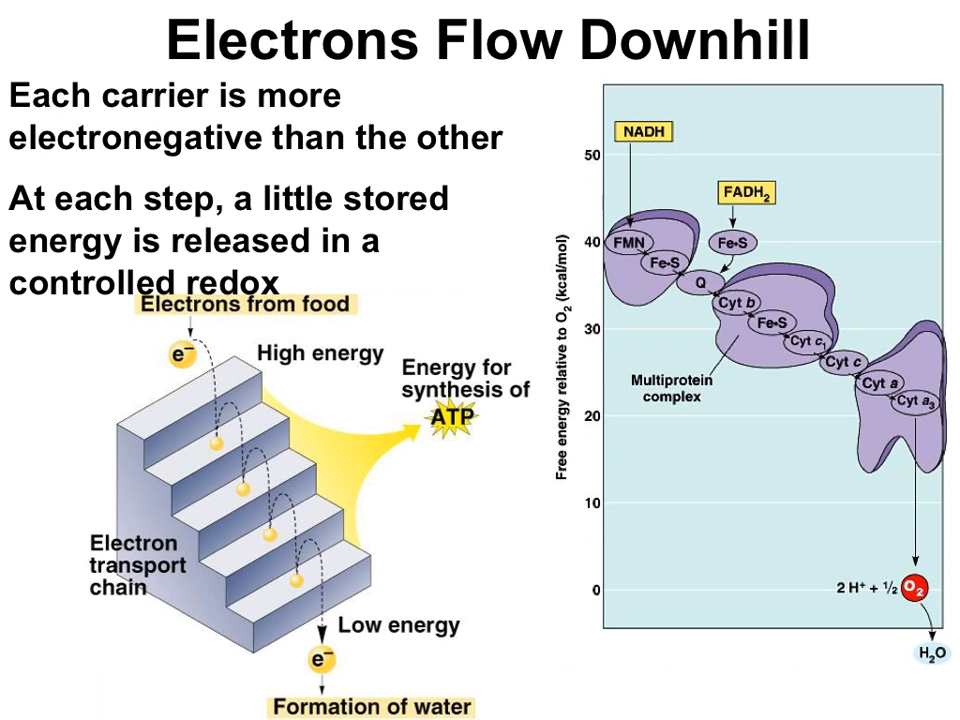 Electrons Flow Downhill
Each carrier is more
electronegative than the other
At each step, a little stored
energy is released in a
controlled redox
Electrons from food
e⁻
High energy
Energy for
synthesis of
ATP
Electron
transport
chain
Low energy
e⁻
Formation of water
Free energy relative to O₂ (kcal/mol)
50
40
30
20
10
0
NADH
FADH₂
FMN
Fe•S
Fe•S
Q
Cyt b
Fe•S
Cyt c₁
Cyt c
Cyt a
Cyt a₃
Multiprotein
complex
2 H⁺ + ½ O₂
H₂O